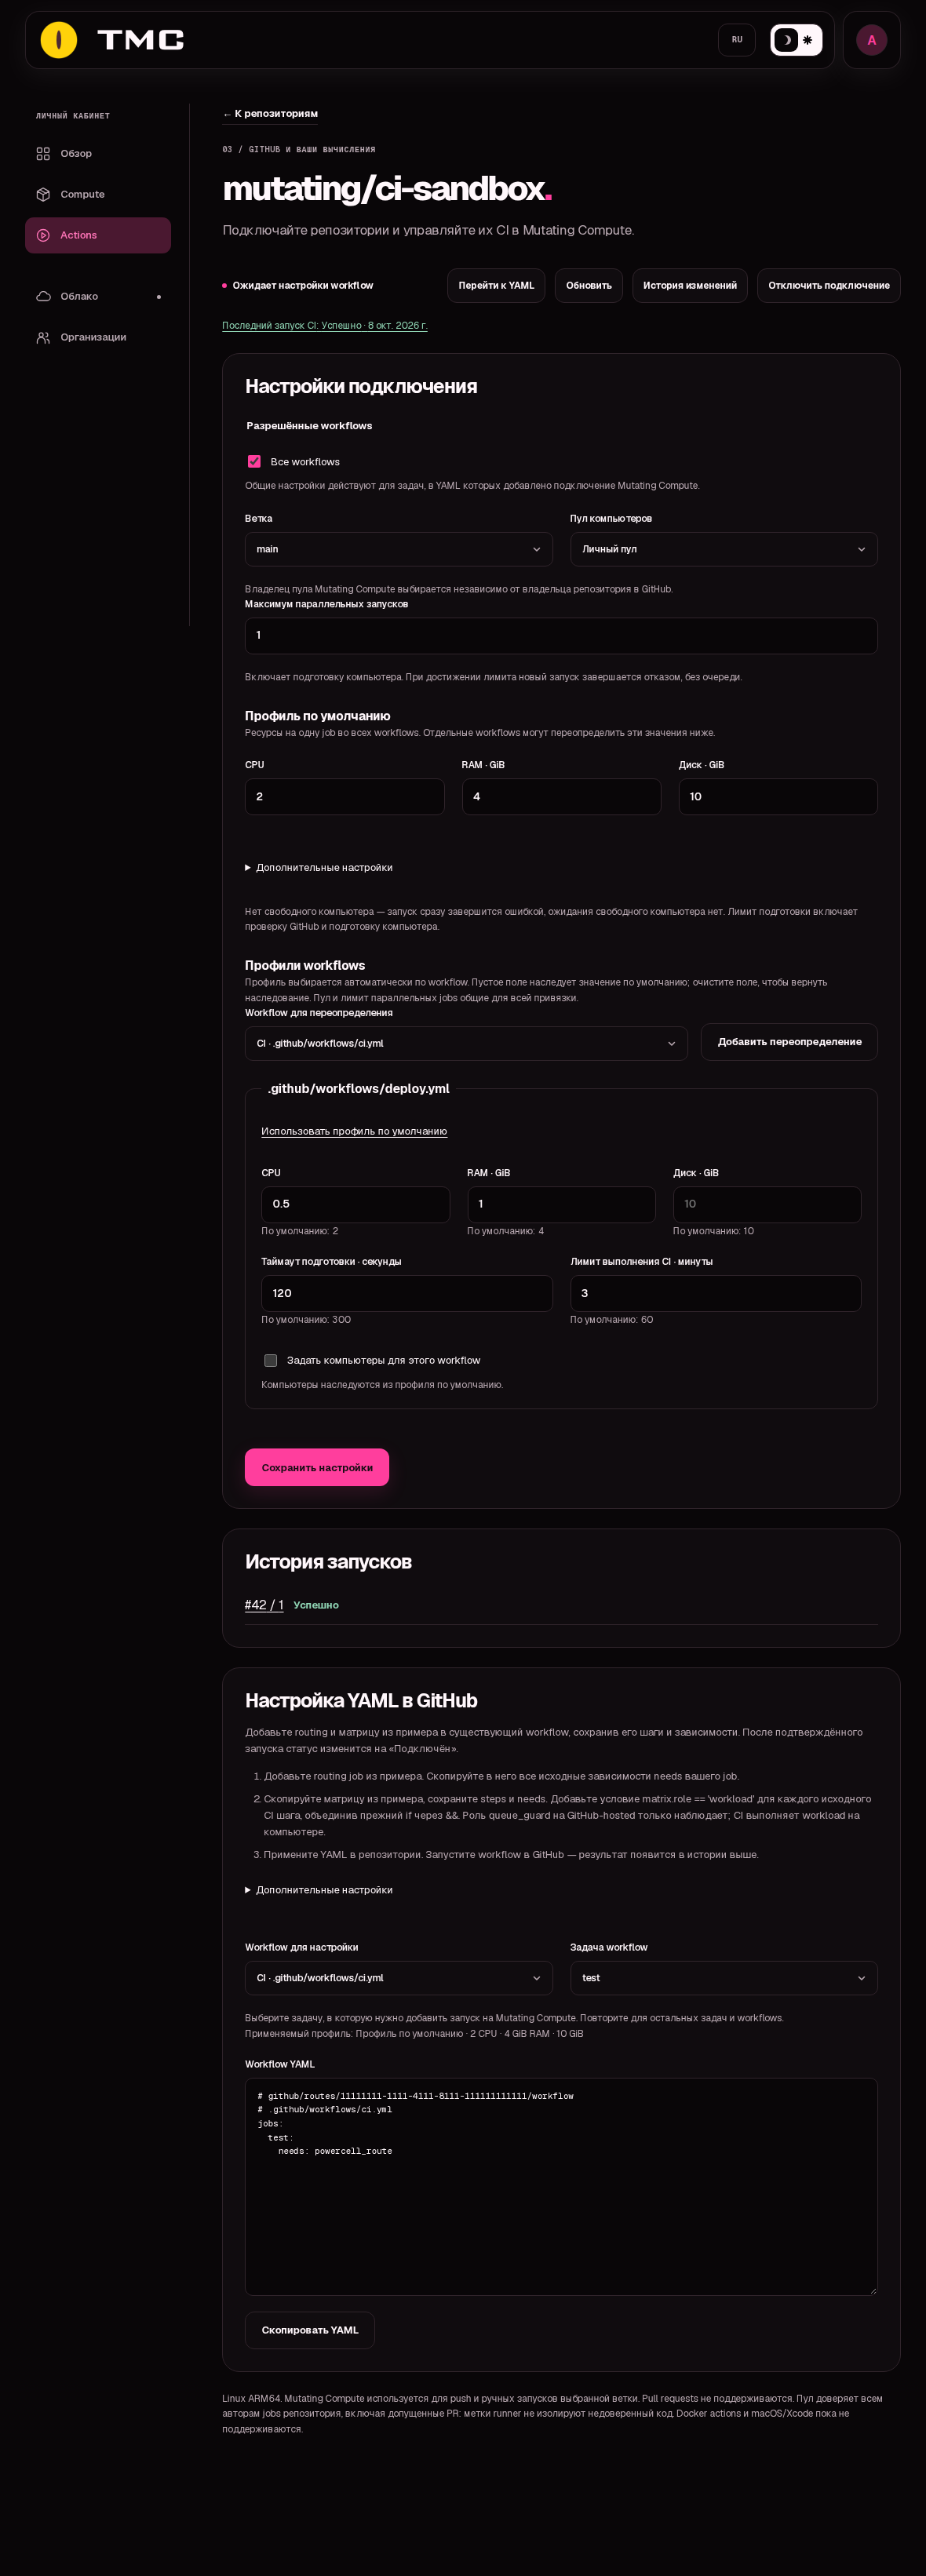 TMC
RU
A
ЛИЧНЫЙ КАБИНЕТ
Обзор
Compute
Actions
Облако
Организации
← К репозиториям
03 / GITHUB И ВАШИ ВЫЧИСЛЕНИЯ
mutating/ci-sandbox.
Подключайте репозитории и управляйте их CI в Mutating Compute.
Ожидает настройки workflow
Перейти к YAML
Обновить
История изменений
Отключить подключение
Последний запуск CI: Успешно · 8 окт. 2026 г.
Настройки подключения
Разрешённые workflows
Все workflows
Общие настройки действуют для задач, в YAML которых добавлено подключение Mutating Compute.
Ветка
Пул компьютеров
main
Личный пул
Владелец пула Mutating Compute выбирается независимо от владельца репозитория в GitHub.
Максимум параллельных запусков
1
Включает подготовку компьютера. При достижении лимита новый запуск завершается отказом, без очереди.
Профиль по умолчанию
Ресурсы на одну job во всех workflows. Отдельные workflows могут переопределить эти значения ниже.
CPU
RAM · GiB
Диск · GiB
2
4
10
▶ Дополнительные настройки
Нет свободного компьютера — запуск сразу завершится ошибкой, ожидания свободного компьютера нет. Лимит подготовки включает
проверку GitHub и подготовку компьютера.
Профили workflows
Профиль выбирается автоматически по workflow. Пустое поле наследует значение по умолчанию; очистите поле, чтобы вернуть
наследование. Пул и лимит параллельных jobs общие для всей привязки.
Workflow для переопределения
CI · .github/workflows/ci.yml
Добавить переопределение
.github/workflows/deploy.yml
Использовать профиль по умолчанию
CPU
RAM · GiB
Диск · GiB
0.5
1
10
По умолчанию: 2
По умолчанию: 4
По умолчанию: 10
Таймаут подготовки · секунды
Лимит выполнения CI · минуты
120
3
По умолчанию: 300
По умолчанию: 60
Задать компьютеры для этого workflow
Компьютеры наследуются из профиля по умолчанию.
Сохранить настройки
История запусков
#42 / 1 Успешно
Настройка YAML в GitHub
Добавьте routing и матрицу из примера в существующий workflow, сохранив его шаги и зависимости. После подтверждённого
запуска статус изменится на «Подключён».
1. Добавьте routing job из примера. Скопируйте в него все исходные зависимости needs вашего job.
2. Скопируйте матрицу из примера, сохраните steps и needs. Добавьте условие matrix.role == 'workload' для каждого исходного
CI шага, объединив прежний if через &&. Роль queue_guard на GitHub-hosted только наблюдает; CI выполняет workload на
компьютере.
3. Примените YAML в репозитории. Запустите workflow в GitHub — результат появится в истории выше.
▶ Дополнительные настройки
Workflow для настройки
Задача workflow
CI · .github/workflows/ci.yml
test
Выберите задачу, в которую нужно добавить запуск на Mutating Compute. Повторите для остальных задач и workflows.
Применяемый профиль: Профиль по умолчанию · 2 CPU · 4 GiB RAM · 10 GiB
Workflow YAML
# github/routes/11111111-1111-4111-8111-111111111111/workflow
# .github/workflows/ci.yml
jobs:
  test:
    needs: powercell_route
Скопировать YAML
Linux ARM64. Mutating Compute используется для push и ручных запусков выбранной ветки. Pull requests не поддерживаются. Пул доверяет всем
авторам jobs репозитория, включая допущенные PR: метки runner не изолируют недоверенный код. Docker actions и macOS/Xcode пока не
поддерживаются.